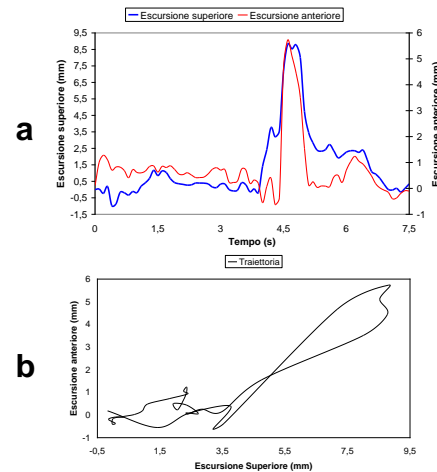 Escursione superiore Escursione anteriore
a
Escursione superiore (mm)
9,5
8,5
7,5
6,5
5,5
4,5
3,5
2,5
1,5
0,5
-0,5
-1,5
6
5
4
3
2
1
0
-1
Escursione anteriore (mm)
0 1,5 3 4,5 6 7,5
Tempo (s)
Traiettoria
b
Escursione anteriore (mm)
6
5
4
3
2
1
0
-1
-0,5 1,5 3,5 5,5 7,5 9,5
Escursione Superiore (mm)